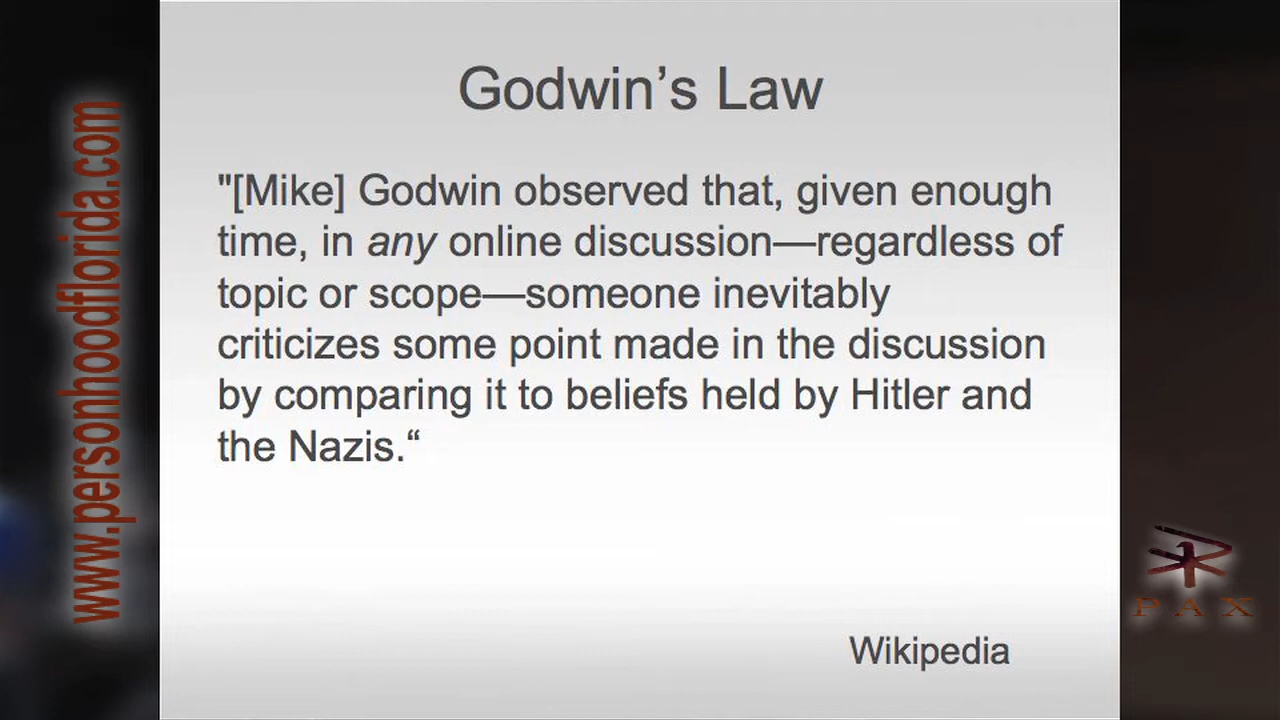 Godwin’s Law
"[Mike] Godwin observed that, given enough
time, in any online discussion—regardless of
topic or scope—someone inevitably
criticizes some point made in the discussion
by comparing it to beliefs held by Hitler and
the Nazis.“
Wikipedia
www.personhoodflorida.com
PAX